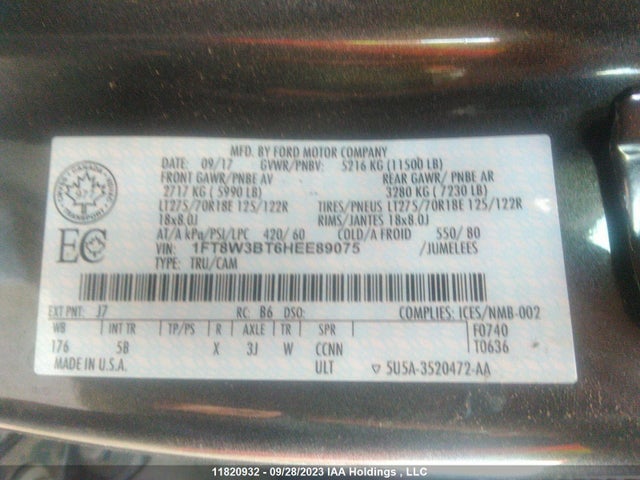 MFD. BY FORD MOTOR COMPANY
DATE: 09/17 GVWR/PNBV: 5216 KG (11500 LB)
FRONT GAWR/PNBE AV REAR GAWR/ PNBE AR
2717 KG ( 5990 LB) 3280 KG ( 7230 LB)
LT275/70R18E 125/122R TIRES/PNEUS LT275/70R18E 125/122R
18x8.0J RIMS/JANTES 18x8.0J
AT/A kPa/PSI/LPC 420/ 60 COLD/A FROID 550/ 80
VIN: 1FT8W3BT6HEE89075 /JUMELEES
TYPE: TRU/CAM
CANADA
TRANSPORT
EC
EXT PNT: J7 RC: B6 DSO: COMPLIES: ICES/NMB-002
WB INT TR TP/PS R AXLE TR SPR F0740
176 5B X 3J W CCNN T0636
MADE IN U.S.A. ULT ▽ 5U5A-3520472-AA
11820932 - 09/28/2023 IAA Holdings , LLC